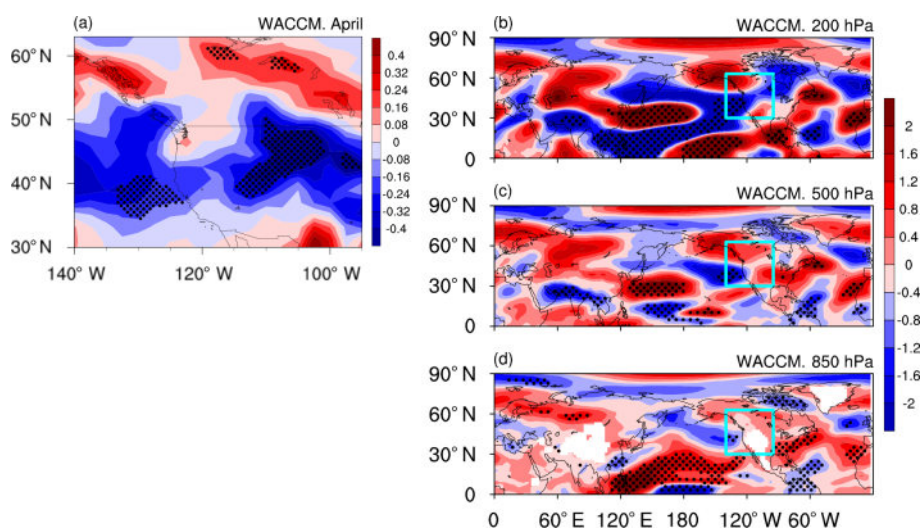 (a) WACCM. April
60° N
50° N
40° N
30° N
140° W 120° W 100° W
0.4
0.32
0.24
0.16
0.08
0
-0.08
-0.16
-0.24
-0.32
-0.4
(b) WACCM. 200 hPa
90° N
60° N
30° N
0
(c) WACCM. 500 hPa
90° N
60° N
30° N
0
(d) WACCM. 850 hPa
90° N
60° N
30° N
0
0 60° E 120° E 180 120° W 60° W
2
1.6
1.2
0.8
0.4
0
-0.4
-0.8
-1.2
-1.6
-2